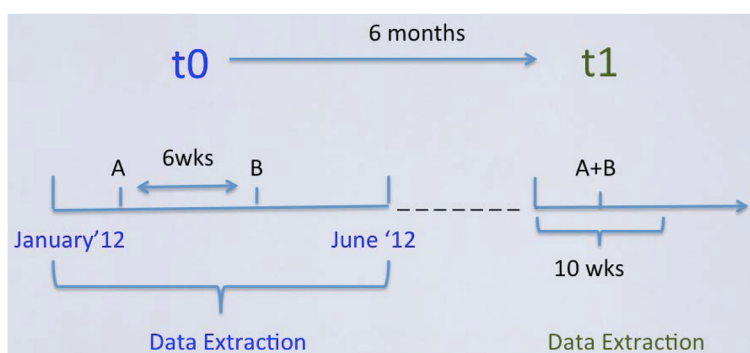 6 months
t0
t1
6wks
A
B
A+B
January’12
June ‘12
10 wks
Data Extraction
Data Extraction